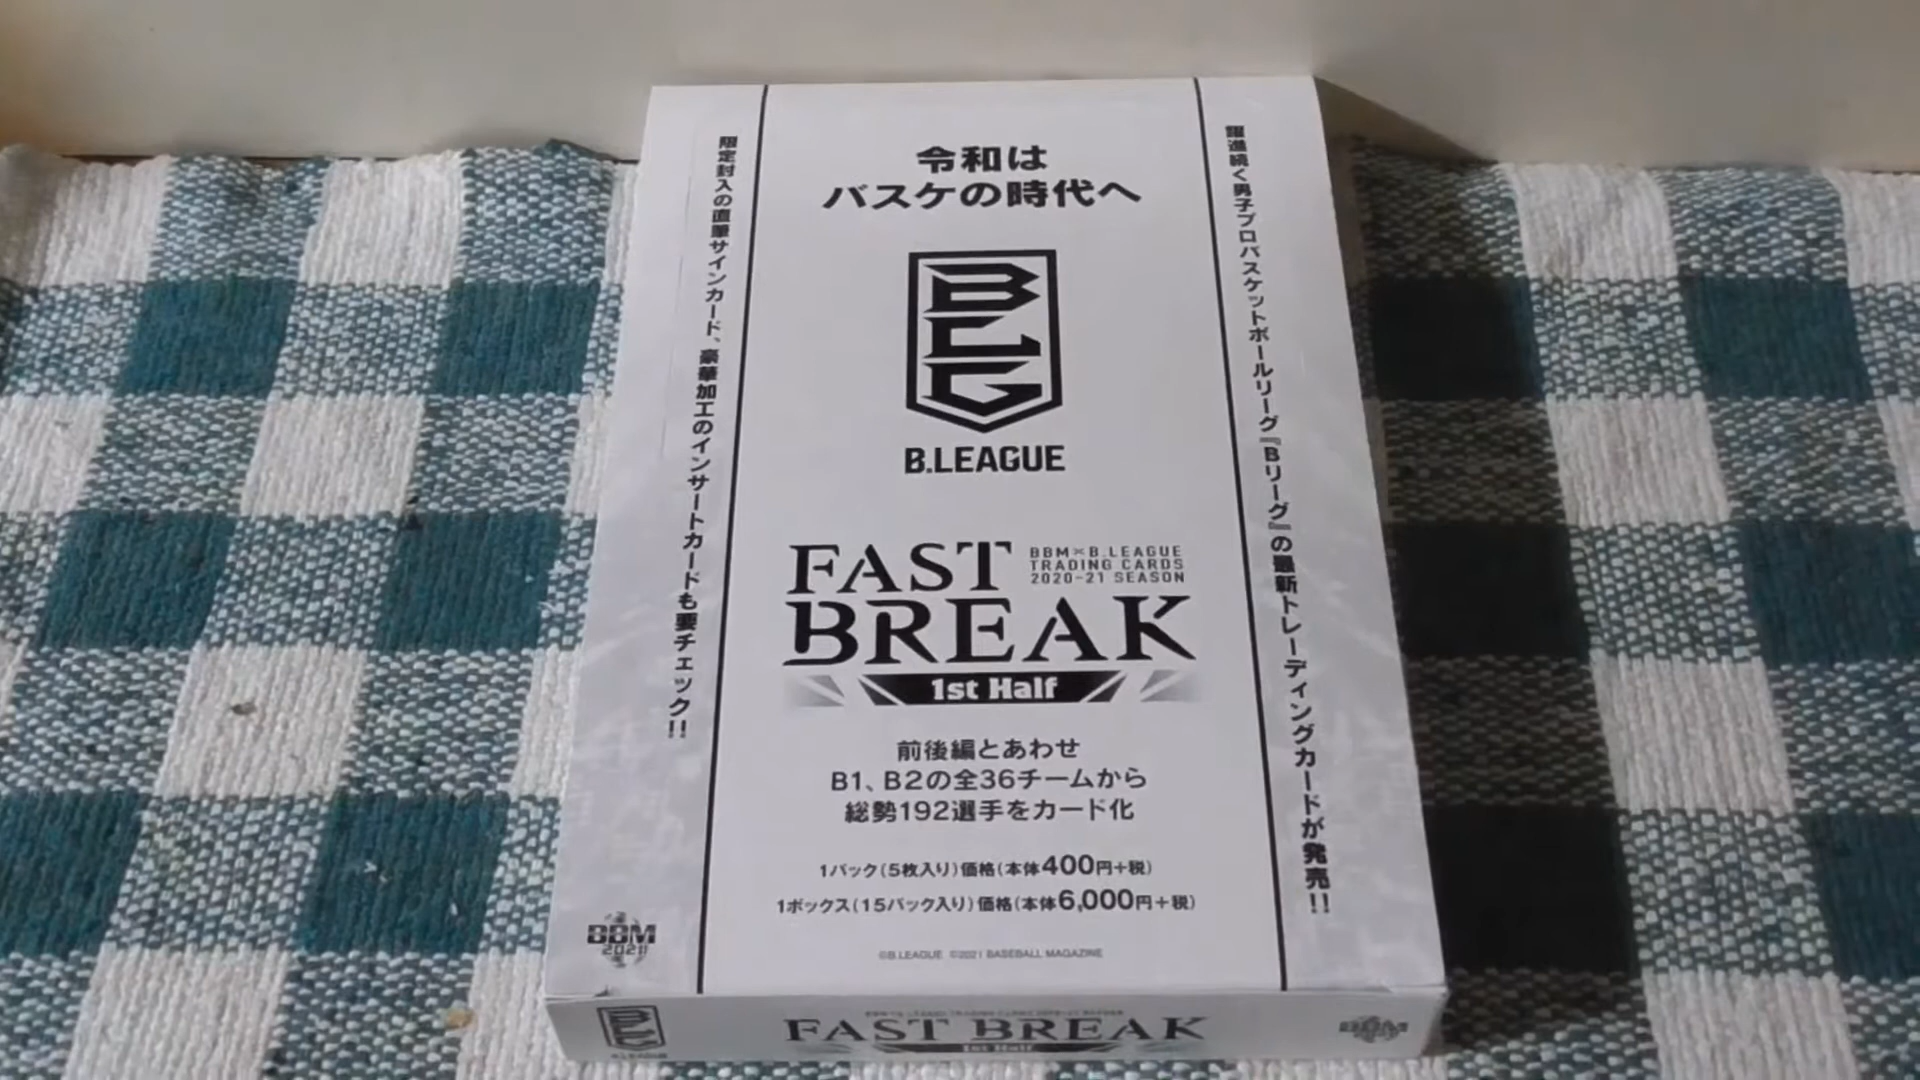 令和は
バスケの時代へ
BLG
B.LEAGUE
FAST
BREAK
BBM×B.LEAGUE
TRADING CARDS
2020-21 SEASON
1st Half
前後編とあわせ
B1、B2の全36チームから
総勢192選手をカード化
1パック(5枚入り)価格(本体400円+税)
1ボックス(15パック入り)価格(本体6,000円+税)
©B.LEAGUE ©2021 BASEBALL MAGAZINE
躍進続く男子プロバスケットボールリーグ『Bリーグ』の最新トレーディングカードが発売!!
限定封入の直筆サインカード、豪華加工のインサートカードも要チェック!!
BBM
2021
BLG
B.LEAGUE
FAST BREAK
1st Half
BBM